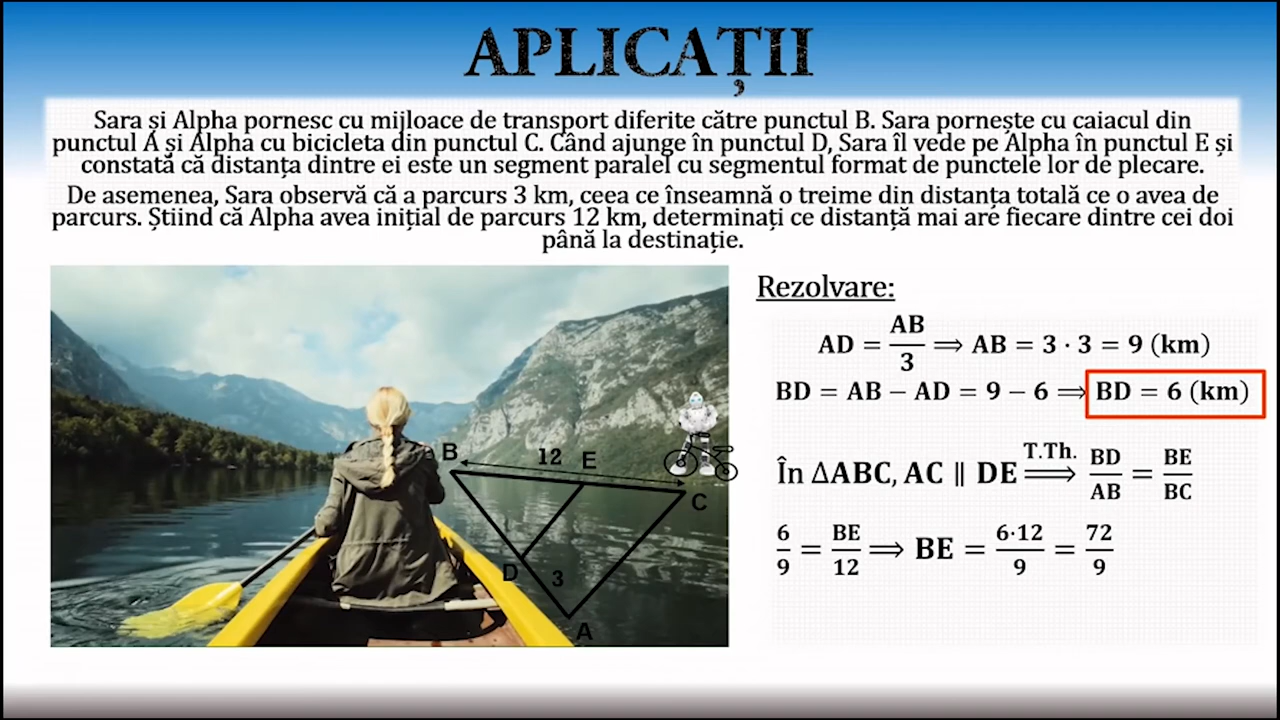 APLICAȚII
Sara și Alpha pornesc cu mijloace de transport diferite către punctul B. Sara pornește cu caiacul din
punctul A și Alpha cu bicicleta din punctul C. Când ajunge în punctul D, Sara îl vede pe Alpha în punctul E și
constată că distanța dintre ei este un segment paralel cu segmentul format de punctele lor de plecare.
De asemenea, Sara observă că a parcurs 3 km, ceea ce înseamnă o treime din distanța totală ce o avea de
parcurs. Știind că Alpha avea inițial de parcurs 12 km, determinați ce distanță mai are fiecare dintre cei doi
până la destinație.
Rezolvare:
AD = AB/3 ⟹ AB = 3 · 3 = 9 (km)
BD = AB − AD = 9 − 6 ⟹ BD = 6 (km)
În ΔABC, AC ∥ DE T.Th.⟹ BD/AB = BE/BC
6/9 = BE/12 ⟹ BE = 6·12/9 = 72/9
B
12
E
C
D
3
A